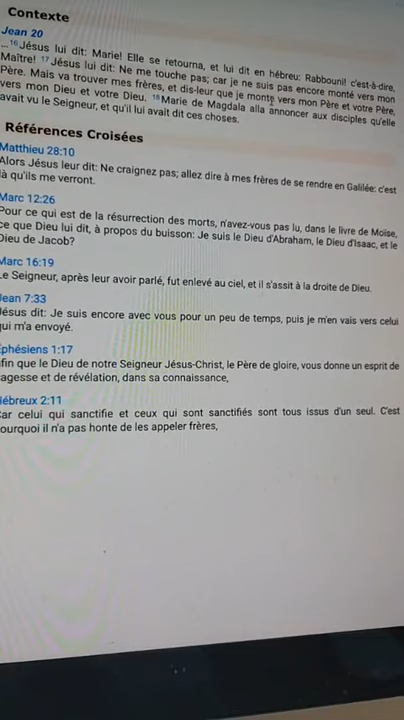 Contexte
Jean 20
...16Jésus lui dit: Marie! Elle se retourna, et lui dit en hébreu: Rabbouni! c'est-à-dire,
Maître! 17Jésus lui dit: Ne me touche pas; car je ne suis pas encore monté vers mon
Père. Mais va trouver mes frères, et dis-leur que je monte vers mon Père et votre Père,
vers mon Dieu et votre Dieu. 18Marie de Magdala alla annoncer aux disciples qu'elle
avait vu le Seigneur, et qu'il lui avait dit ces choses.
Références Croisées
Matthieu 28:10
Alors Jésus leur dit: Ne craignez pas; allez dire à mes frères de se rendre en Galilée: c'est
là qu'ils me verront.
Marc 12:26
Pour ce qui est de la résurrection des morts, n'avez-vous pas lu, dans le livre de Moïse,
ce que Dieu lui dit, à propos du buisson: Je suis le Dieu d'Abraham, le Dieu d'Isaac, et le
Dieu de Jacob?
Marc 16:19
Le Seigneur, après leur avoir parlé, fut enlevé au ciel, et il s'assit à la droite de Dieu.
Jean 7:33
Jésus dit: Je suis encore avec vous pour un peu de temps, puis je m'en vais vers celui
qui m'a envoyé.
Éphésiens 1:17
afin que le Dieu de notre Seigneur Jésus-Christ, le Père de gloire, vous donne un esprit de
sagesse et de révélation, dans sa connaissance,
Hébreux 2:11
Car celui qui sanctifie et ceux qui sont sanctifiés sont tous issus d'un seul. C'est
pourquoi il n'a pas honte de les appeler frères,